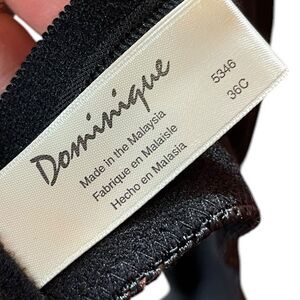 Dominique
Made in the Malaysia
Fabrique en Malaisie
Hecho en Malasia
5346
36C